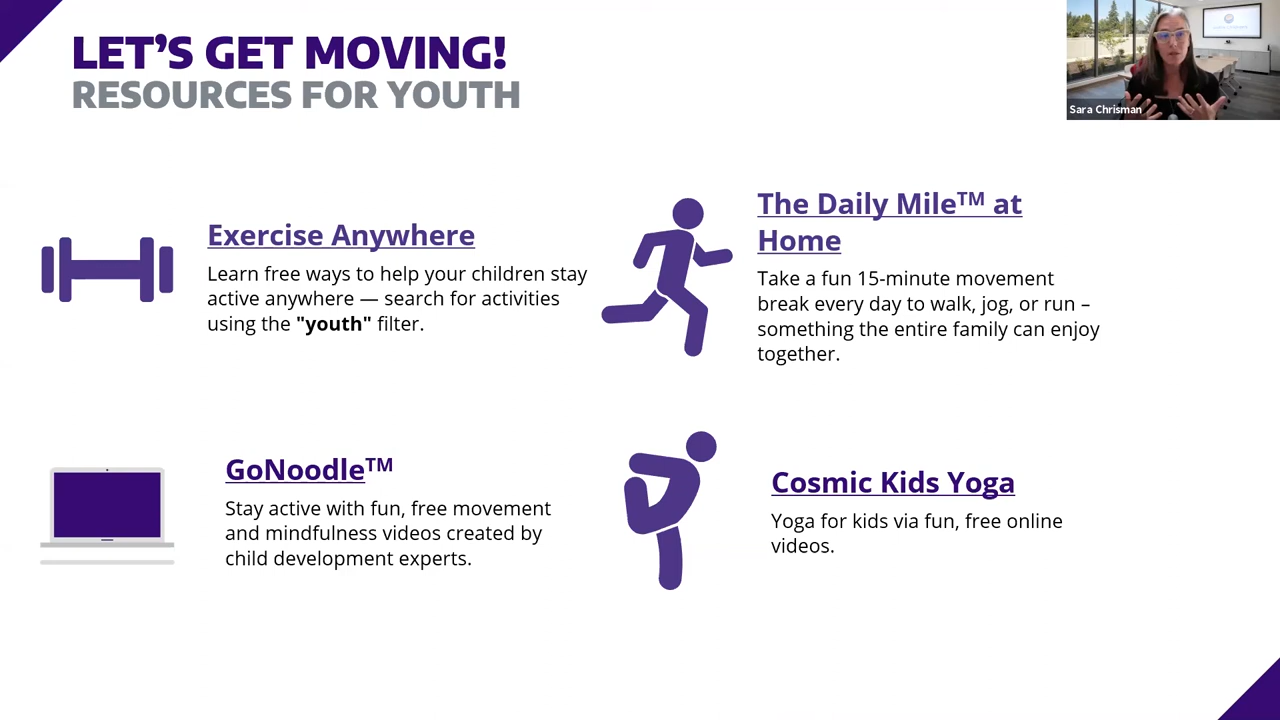 LET'S GET MOVING!
RESOURCES FOR YOUTH
Sara Chrisman
Exercise Anywhere
Learn free ways to help your children stay
active anywhere — search for activities
using the "youth" filter.
The Daily Mile™ at
Home
Take a fun 15-minute movement
break every day to walk, jog, or run –
something the entire family can enjoy
together.
GoNoodle™
Stay active with fun, free movement
and mindfulness videos created by
child development experts.
Cosmic Kids Yoga
Yoga for kids via fun, free online
videos.